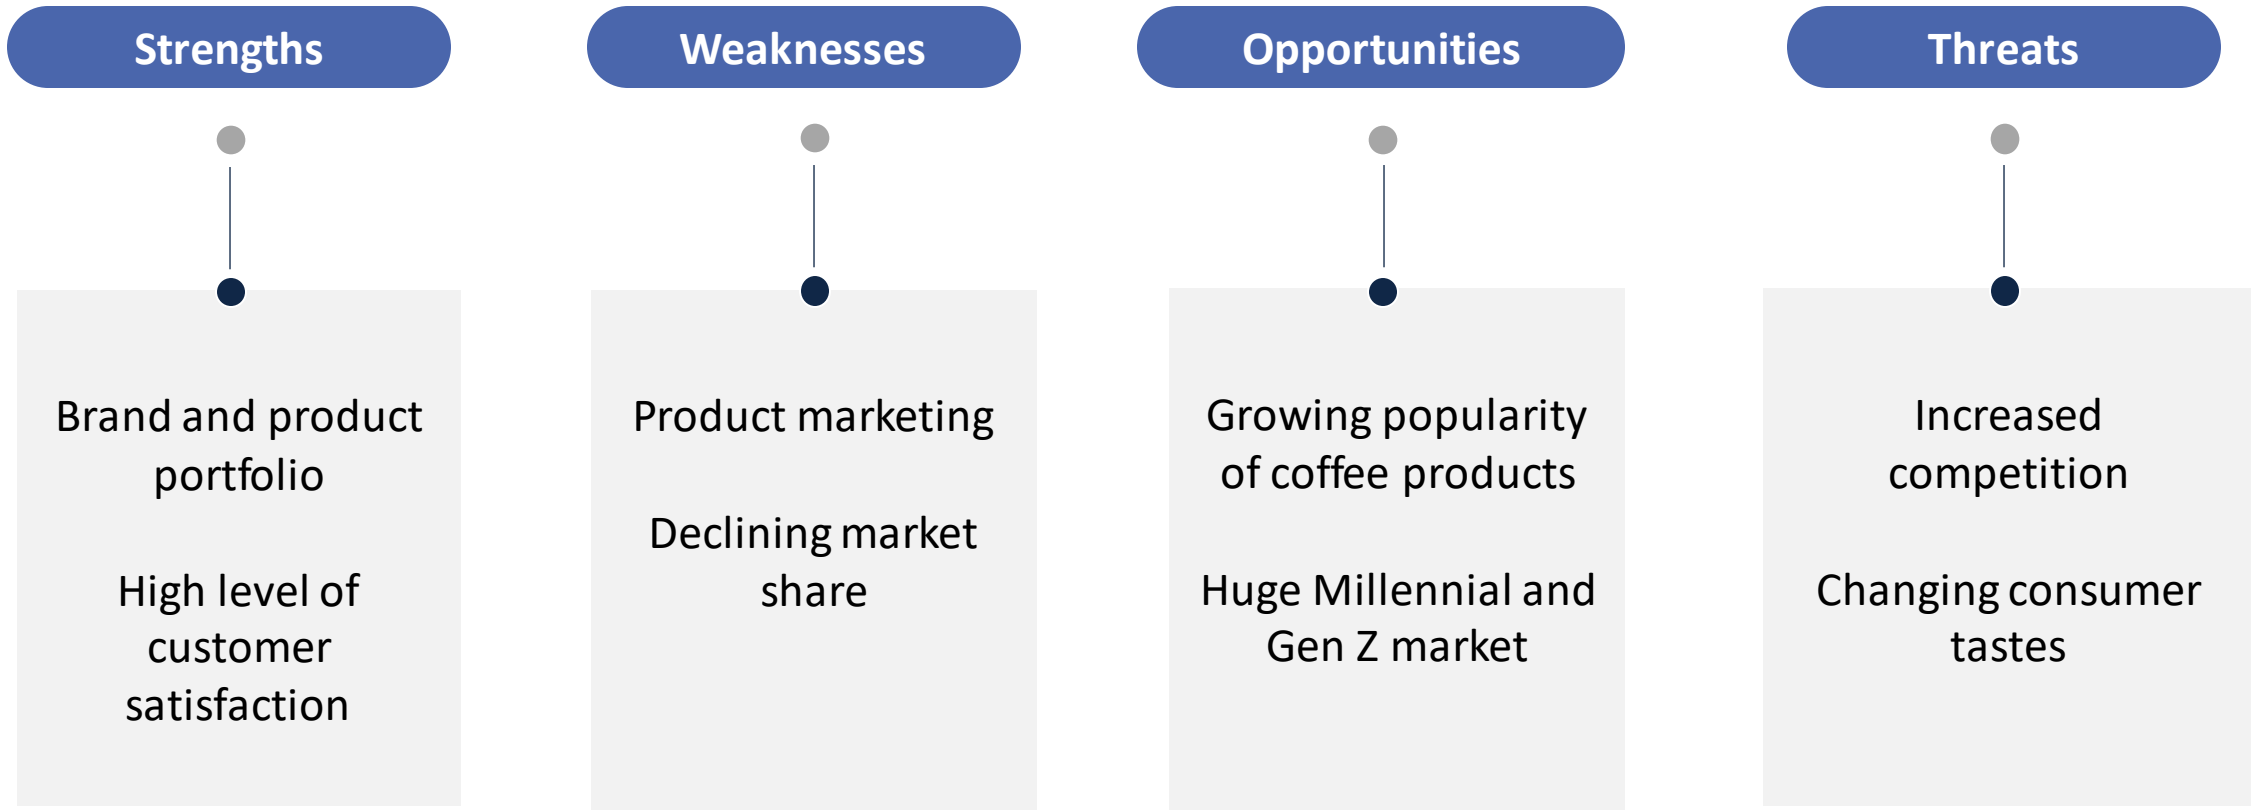 Strengths
Weaknesses
Opportunities
Threats
Brand and product
portfolio
High level of
customer
satisfaction
Product marketing
Declining market
share
Growing popularity
of coffee products
Huge Millennial and
Gen Z market
Increased
competition
Changing consumer
tastes